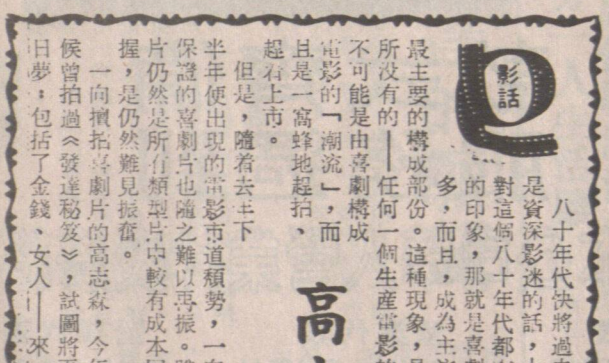 影話
高
八十年代快將過
是資深影迷的話，
對這個八十年代都
的印象，那就是喜
多，而且，成為主
最主要的構成部份。這種現象，
所沒有的——任何一個生產電影
不可能是由喜劇構成
電影的「潮流」，而
且是一窩蜂地趕拍、
趕着上市。
但是，隨着去年下
半年便出現的電影市道頹勢，一
保證的喜劇片也隨之難以再振。
片仍然是所有類型片中較有成本
握，是仍然難見振奮。
一向擅拍喜劇片的高志森，今
候曾拍過《發達秘笈》，試圖將
日夢：包括了金錢、女人——來